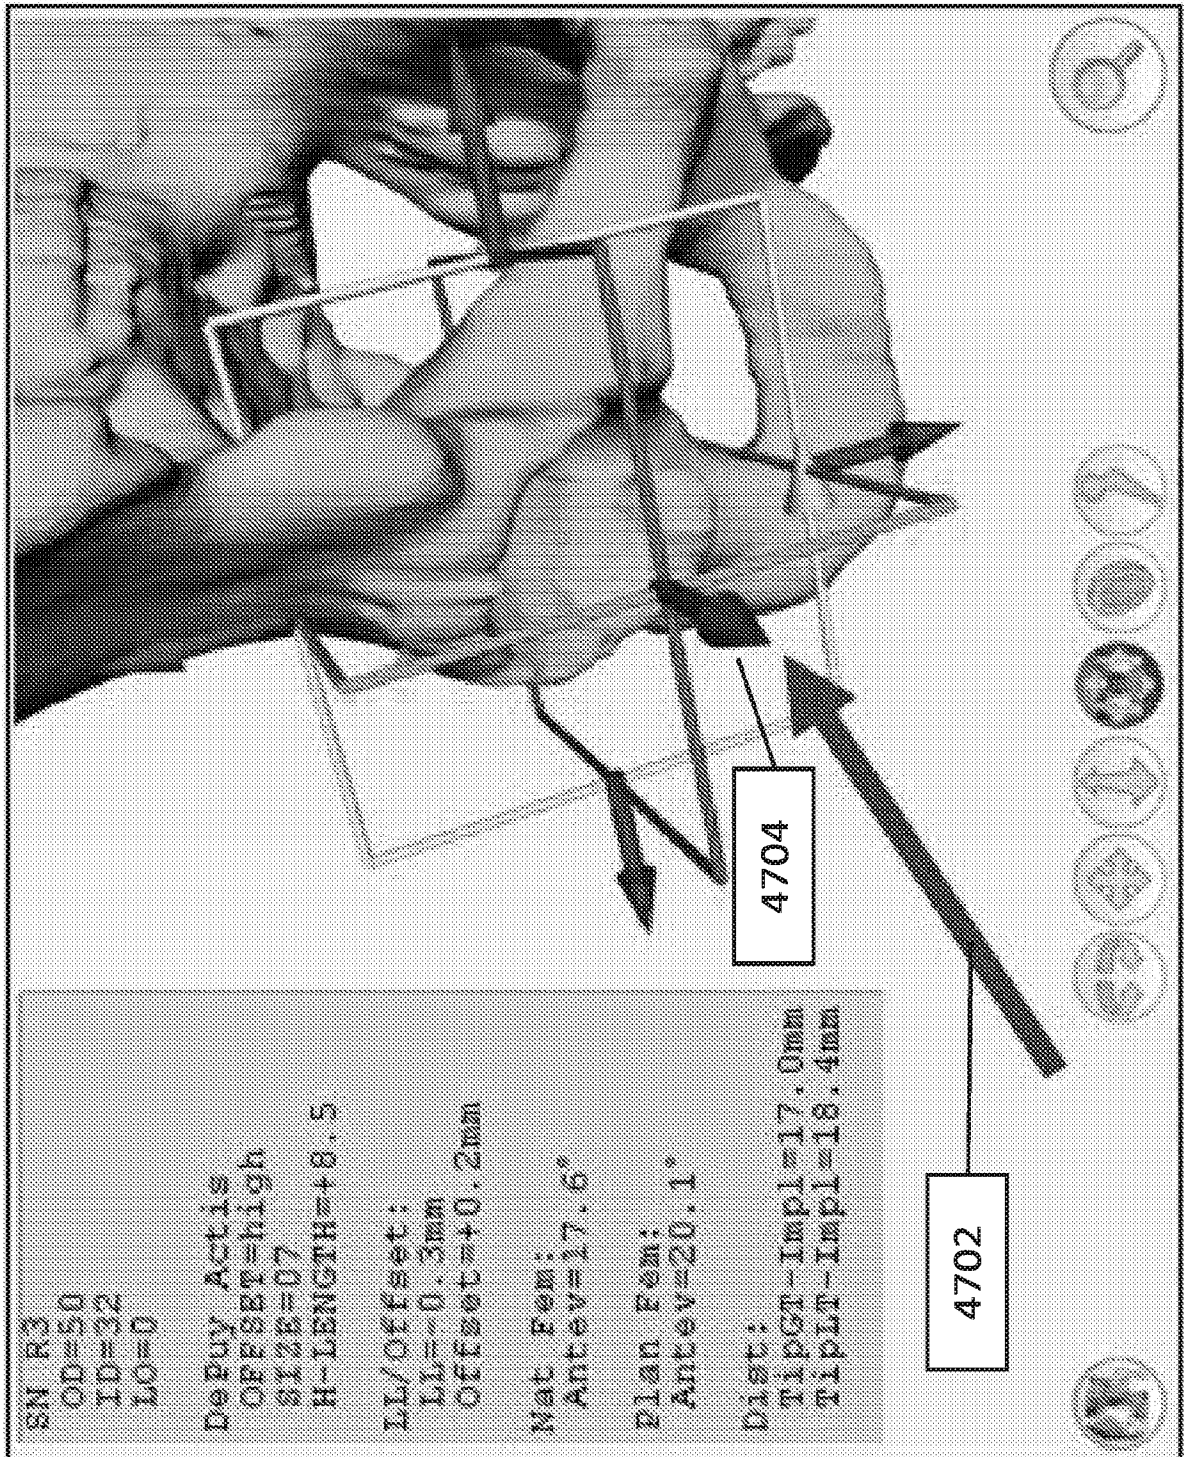 SN R3
OD=50
ID=32
LO=0
DePuy Actis
OFFSET=high
SIZE=07
H-LENGTH=+8.5
LL/Offset:
LL=-0.3mm
Offset=+0.2mm
Nat Fem:
Antev=17.6°
Plan Fem:
Antev=20.1°
Dist:
TipGT-Impl=17.0mm
TipLT-Impl=18.4mm
4704
4702